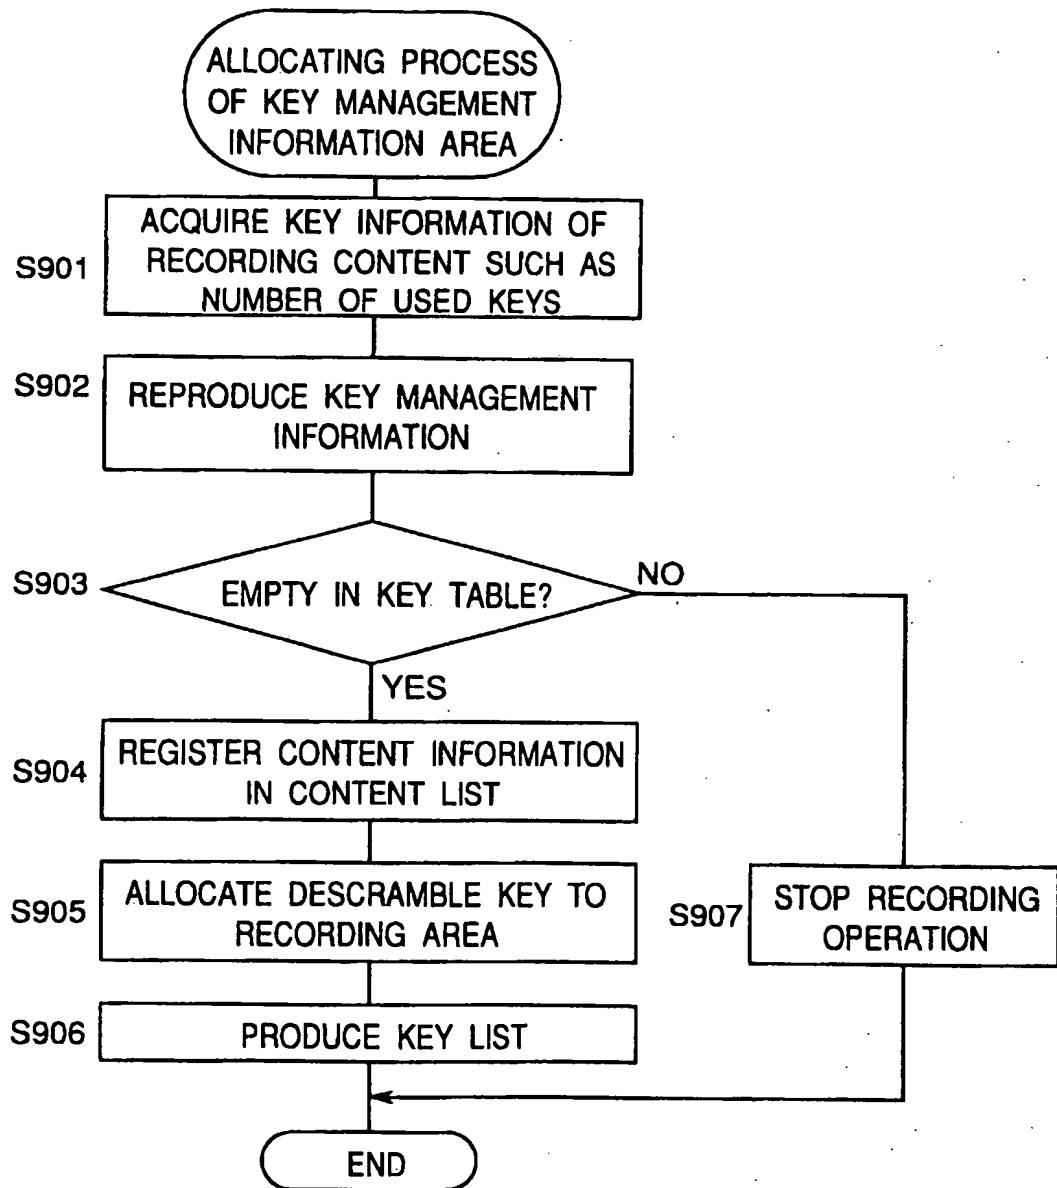 ALLOCATING PROCESS
OF KEY MANAGEMENT
INFORMATION AREA
S901
ACQUIRE KEY INFORMATION OF
RECORDING CONTENT SUCH AS
NUMBER OF USED KEYS
S902
REPRODUCE KEY MANAGEMENT
INFORMATION
S903
EMPTY IN KEY TABLE?
NO
YES
S904
REGISTER CONTENT INFORMATION
IN CONTENT LIST
S905
ALLOCATE DESCRAMBLE KEY TO
RECORDING AREA
S907
STOP RECORDING
OPERATION
S906
PRODUCE KEY LIST
END